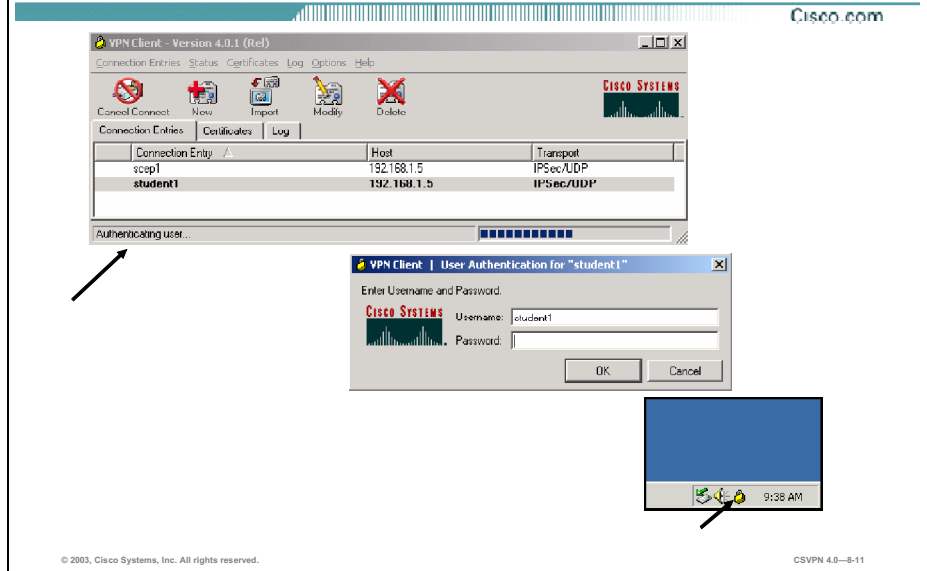 Cisco.com
VPN Client - Version 4.0.1 (Rel)
Connection Entries Status Certificates Log Options Help
Cancel Connect New Import Modify Delete
CISCO SYSTEMS
Connection Entries Certificates Log
Connection Entry Host Transport
scep1 192.168.1.5 IPSec/UDP
student1 192.168.1.5 IPSec/UDP
Authenticating user...
VPN Client | User Authentication for "student1"
Enter Username and Password.
CISCO SYSTEMS
Username: student1
Password:
OK Cancel
9:38 AM
© 2003, Cisco Systems, Inc. All rights reserved.
CSVPN 4.0—8-11